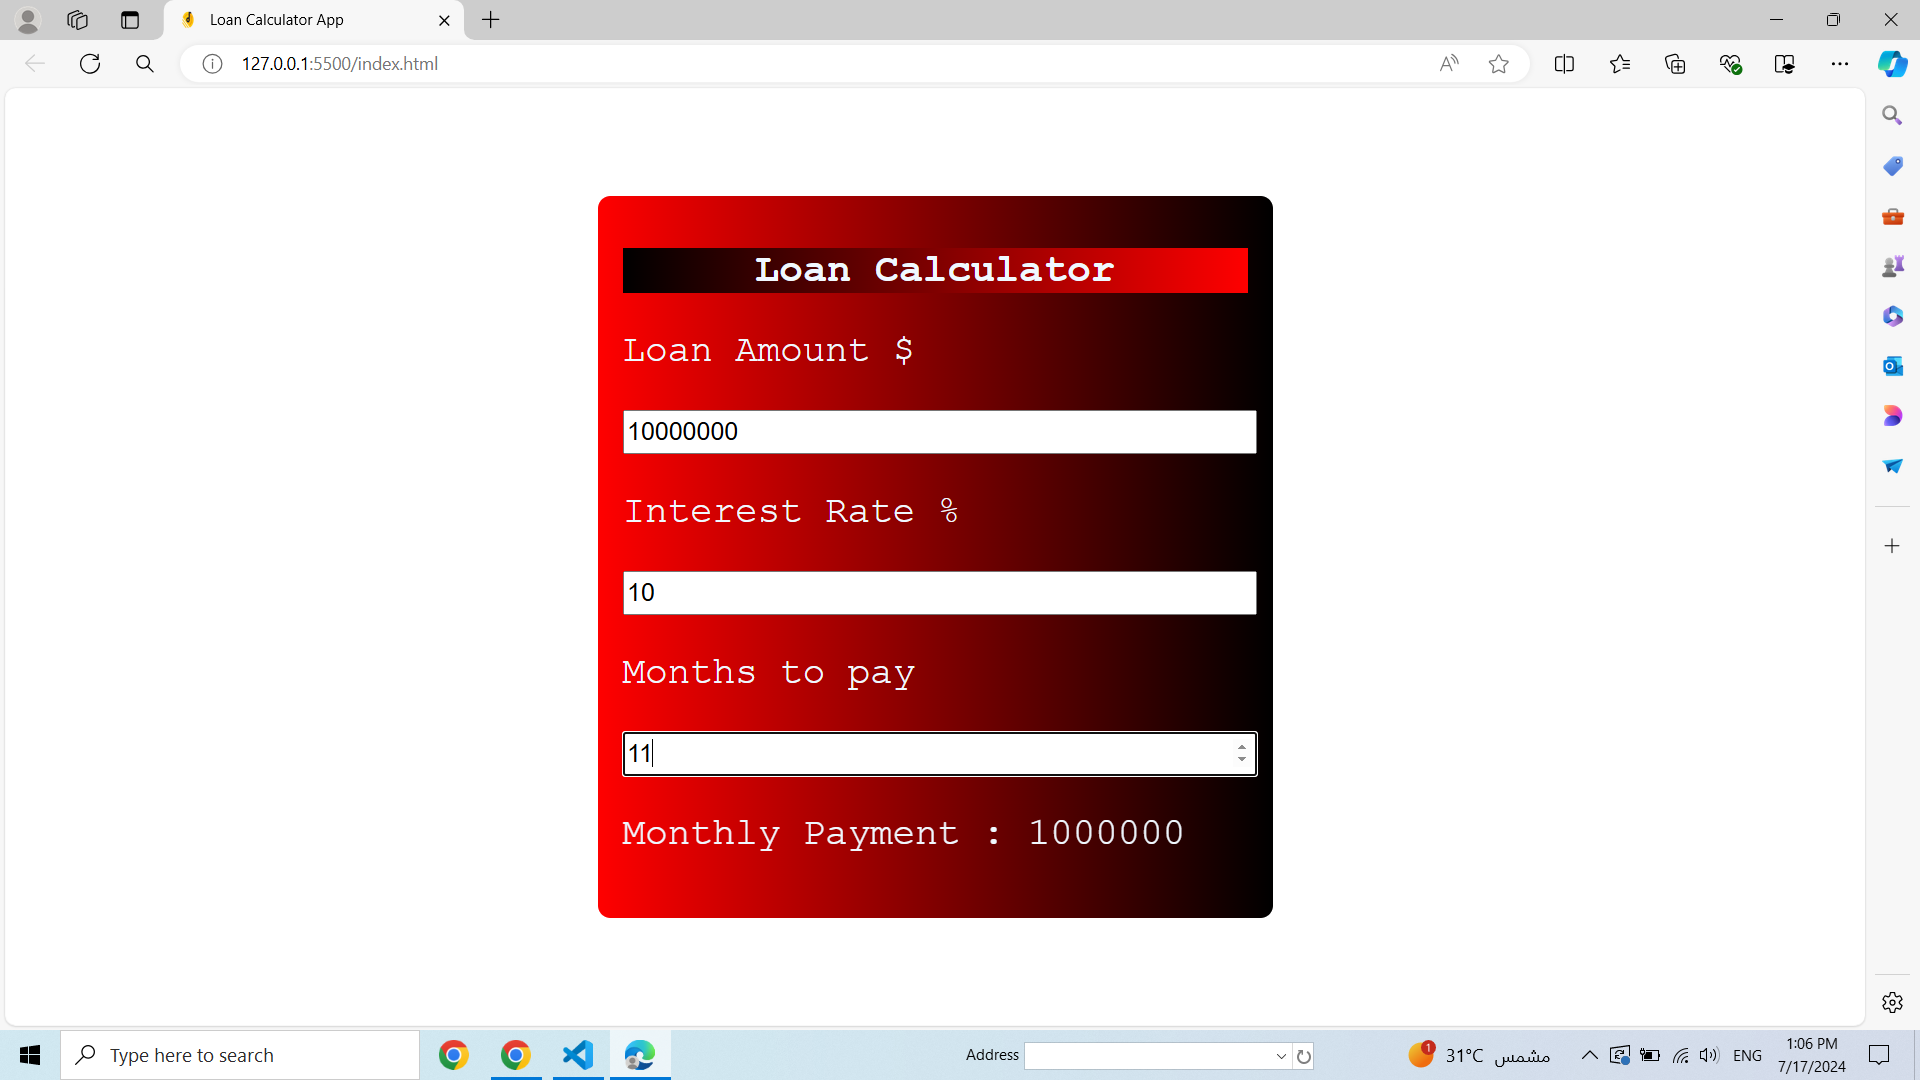 Loan Calculator App
127.0.0.1:5500/index.html
Loan Calculator
Loan Amount $
10000000
Interest Rate %
10
Months to pay
11
Monthly Payment : 1000000
Type here to search
Address
1
31°C مشمس
ENG
1:06 PM
7/17/2024